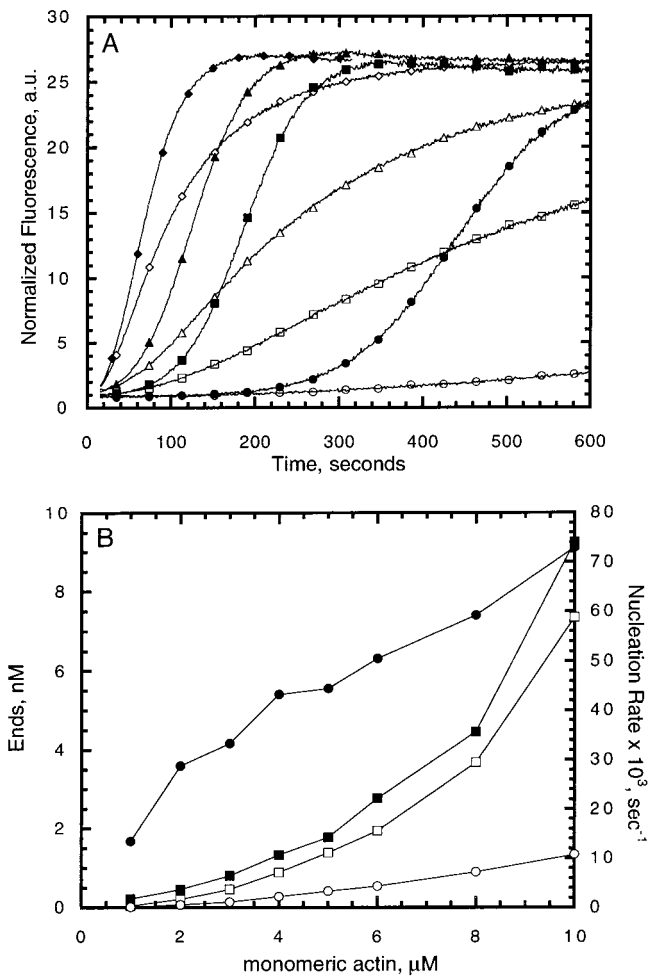 A
30
25
20
15
10
5
0
Normalized Fluorescence, a.u.
0 100 200 300 400 500 600
Time, seconds
B
10
8
6
4
2
0
Ends, nM
80
70
60
50
40
30
20
10
0
Nucleation Rate x 10³, sec⁻¹
0 2 4 6 8 10
monomeric actin, μM